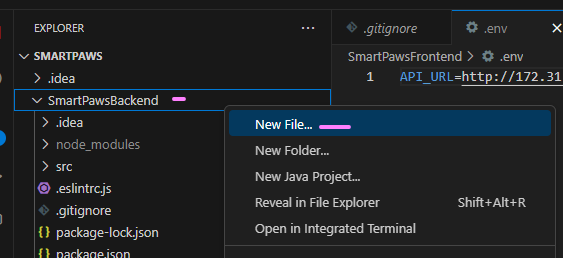 EXPLORER
SMARTPAWS
.idea
SmartPawsBackend
.idea
node_modules
src
.eslintrc.js
.gitignore
package-lock.json
package.json
.gitignore
.env
SmartPawsFrontend > .env
1 API_URL=http://172.31
New File...
New Folder...
New Java Project...
Reveal in File Explorer Shift+Alt+R
Open in Integrated Terminal